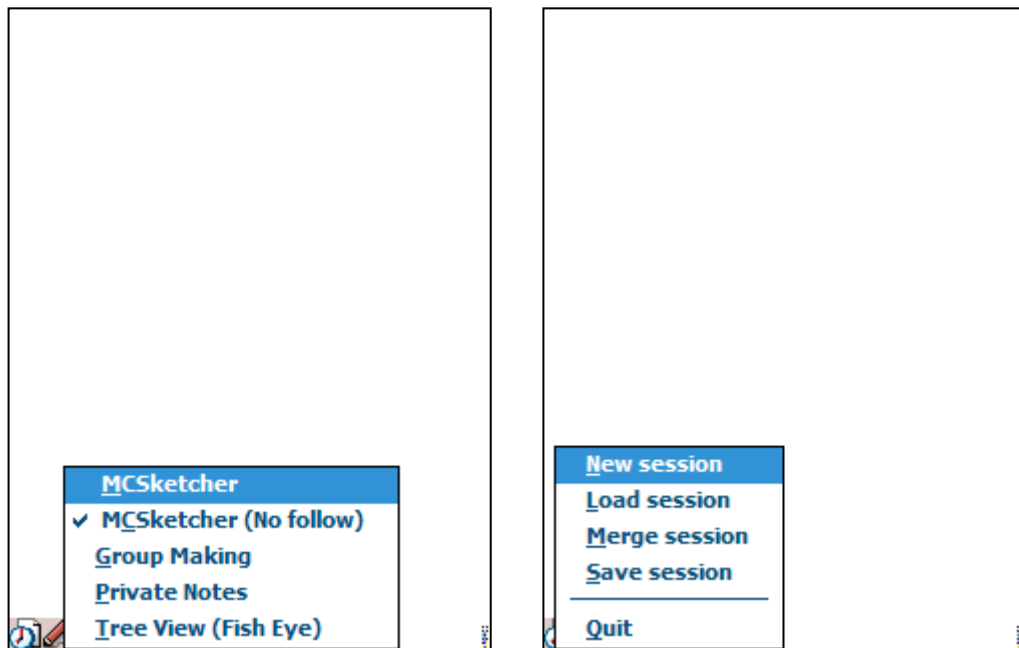 MCSketcher
MCSketcher (No follow)
Group Making
Private Notes
Tree View (Fish Eye)
New session
Load session
Merge session
Save session
Quit